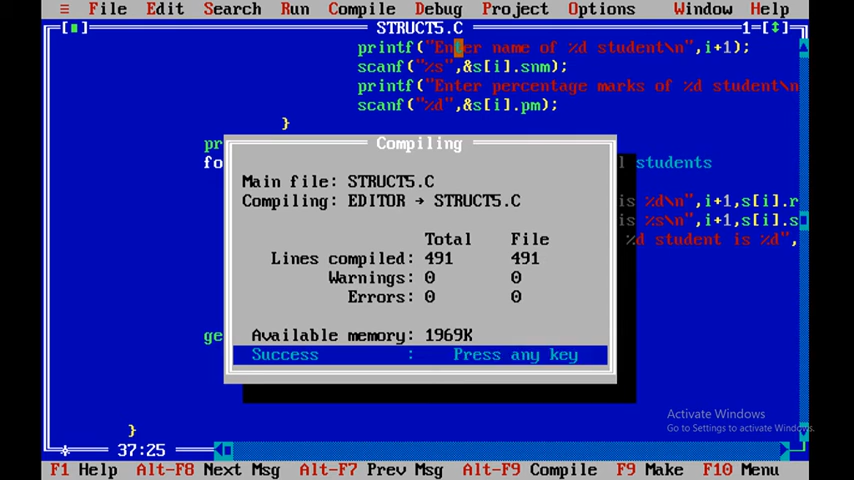 ≡ File Edit Search Run Compile Debug Project Options Window Help
[■] STRUCT5.C 1=[↕]
printf("Enter name of %d student\n",i+1);
scanf("%s",&s[i].snm);
printf("Enter percentage marks of %d student\n
scanf("%d",&s[i].pm);
}
pr
fo
l students
is %d\n",i+1,s[i].r
is %s\n",i+1,s[i].s
%d student is %d",
ge
}
Compiling
Main file: STRUCT5.C
Compiling: EDITOR → STRUCT5.C
Total File
Lines compiled: 491 491
Warnings: 0 0
Errors: 0 0
Available memory: 1969K
Success : Press any key
Activate Windows
Go to Settings to activate Windows.
37:25
F1 Help Alt-F8 Next Msg Alt-F7 Prev Msg Alt-F9 Compile F9 Make F10 Menu